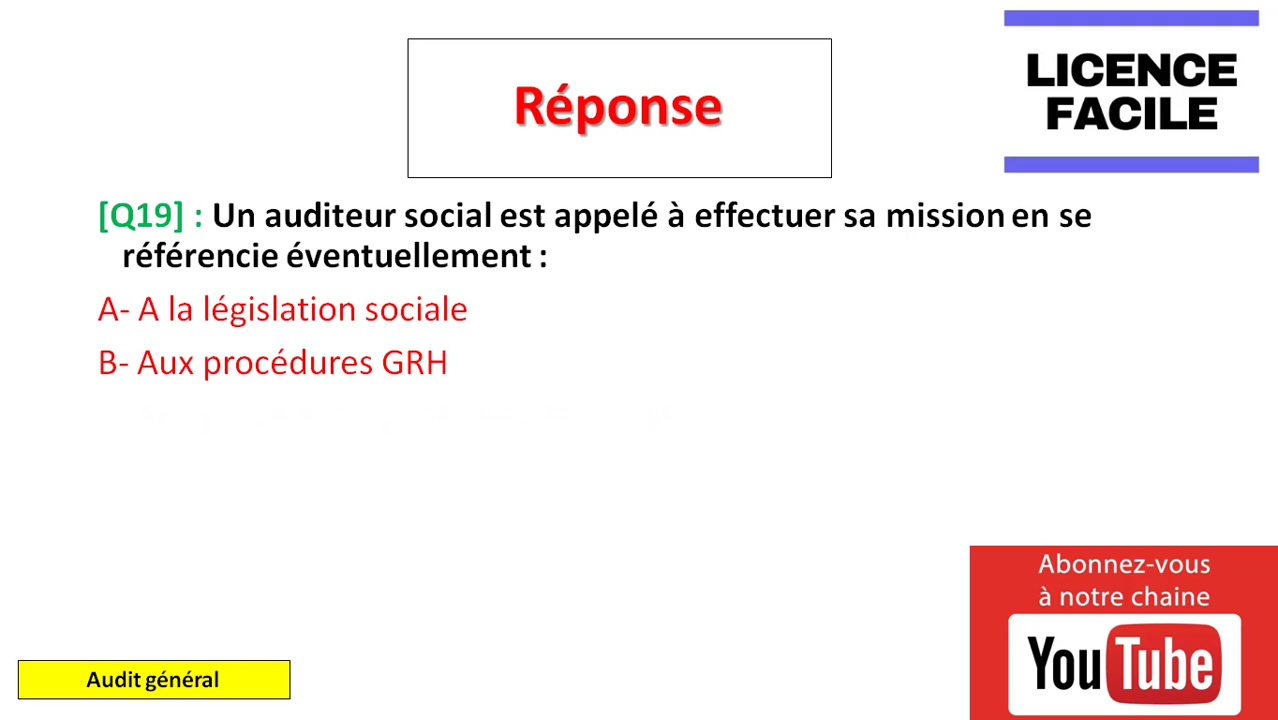 LICENCE
FACILE
Réponse
[Q19] : Un auditeur social est appelé à effectuer sa mission en se
référencie éventuellement :
A- A la législation sociale
B- Aux procédures GRH
Abonnez-vous
à notre chaine
YouTube
Audit général